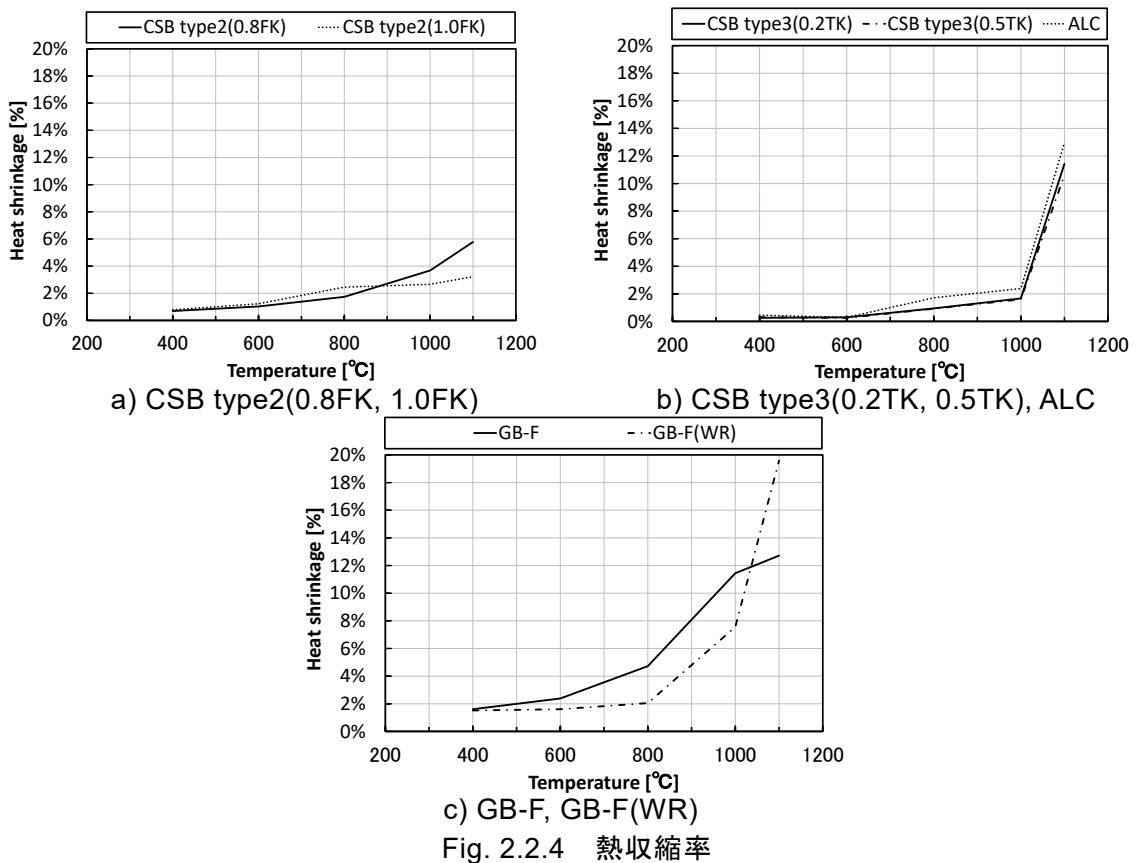 CSB type2(0.8FK) CSB type2(1.0FK)
20%
18%
16%
14%
12%
10%
8%
6%
4%
2%
0%
Heat shrinkage [%]
200 400 600 800 1000 1200
Temperature [℃]
a) CSB type2(0.8FK, 1.0FK)
CSB type3(0.2TK) CSB type3(0.5TK) ALC
20%
18%
16%
14%
12%
10%
8%
6%
4%
2%
0%
Heat shrinkage [%]
200 400 600 800 1000 1200
Temperature [℃]
b) CSB type3(0.2TK, 0.5TK), ALC
GB-F GB-F(WR)
20%
18%
16%
14%
12%
10%
8%
6%
4%
2%
0%
Heat shrinkage [%]
200 400 600 800 1000 1200
Temperature [℃]
c) GB-F, GB-F(WR)
Fig. 2.2.4 熱収縮率